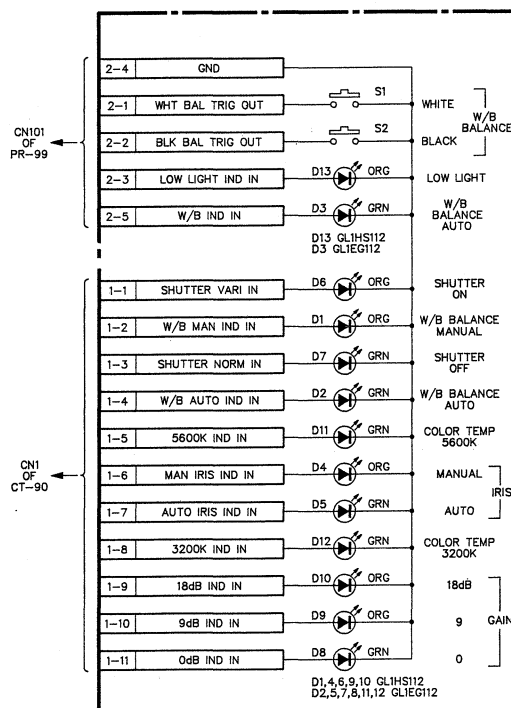 2-4 GND
2-1 WHT BAL TRIG OUT S1 WHITE
W/B
BALANCE
CN101
OF
PR-99
2-2 BLK BAL TRIG OUT S2 BLACK
2-3 LOW LIGHT IND IN D13 ORG LOW LIGHT
2-5 W/B IND IN D3 GRN W/B
BALANCE
AUTO
D13 GL1HS112
D3 GL1EG112
1-1 SHUTTER VARI IN D6 ORG SHUTTER
ON
1-2 W/B MAN IND IN D1 ORG W/B BALANCE
MANUAL
1-3 SHUTTER NORM IN D7 GRN SHUTTER
OFF
1-4 W/B AUTO IND IN D2 GRN W/B BALANCE
AUTO
1-5 5600K IND IN D11 GRN COLOR TEMP
5600K
CN1
OF
CT-90
1-6 MAN IRIS IND IN D4 ORG MANUAL
IRIS
1-7 AUTO IRIS IND IN D5 GRN AUTO
1-8 3200K IND IN D12 GRN COLOR TEMP
3200K
1-9 18dB IND IN D10 ORG 18dB
1-10 9dB IND IN D9 ORG 9 GAIN
1-11 0dB IND IN D8 GRN 0
D1,4,6,9,10 GL1HS112
D2,5,7,8,11,12 GL1EG112